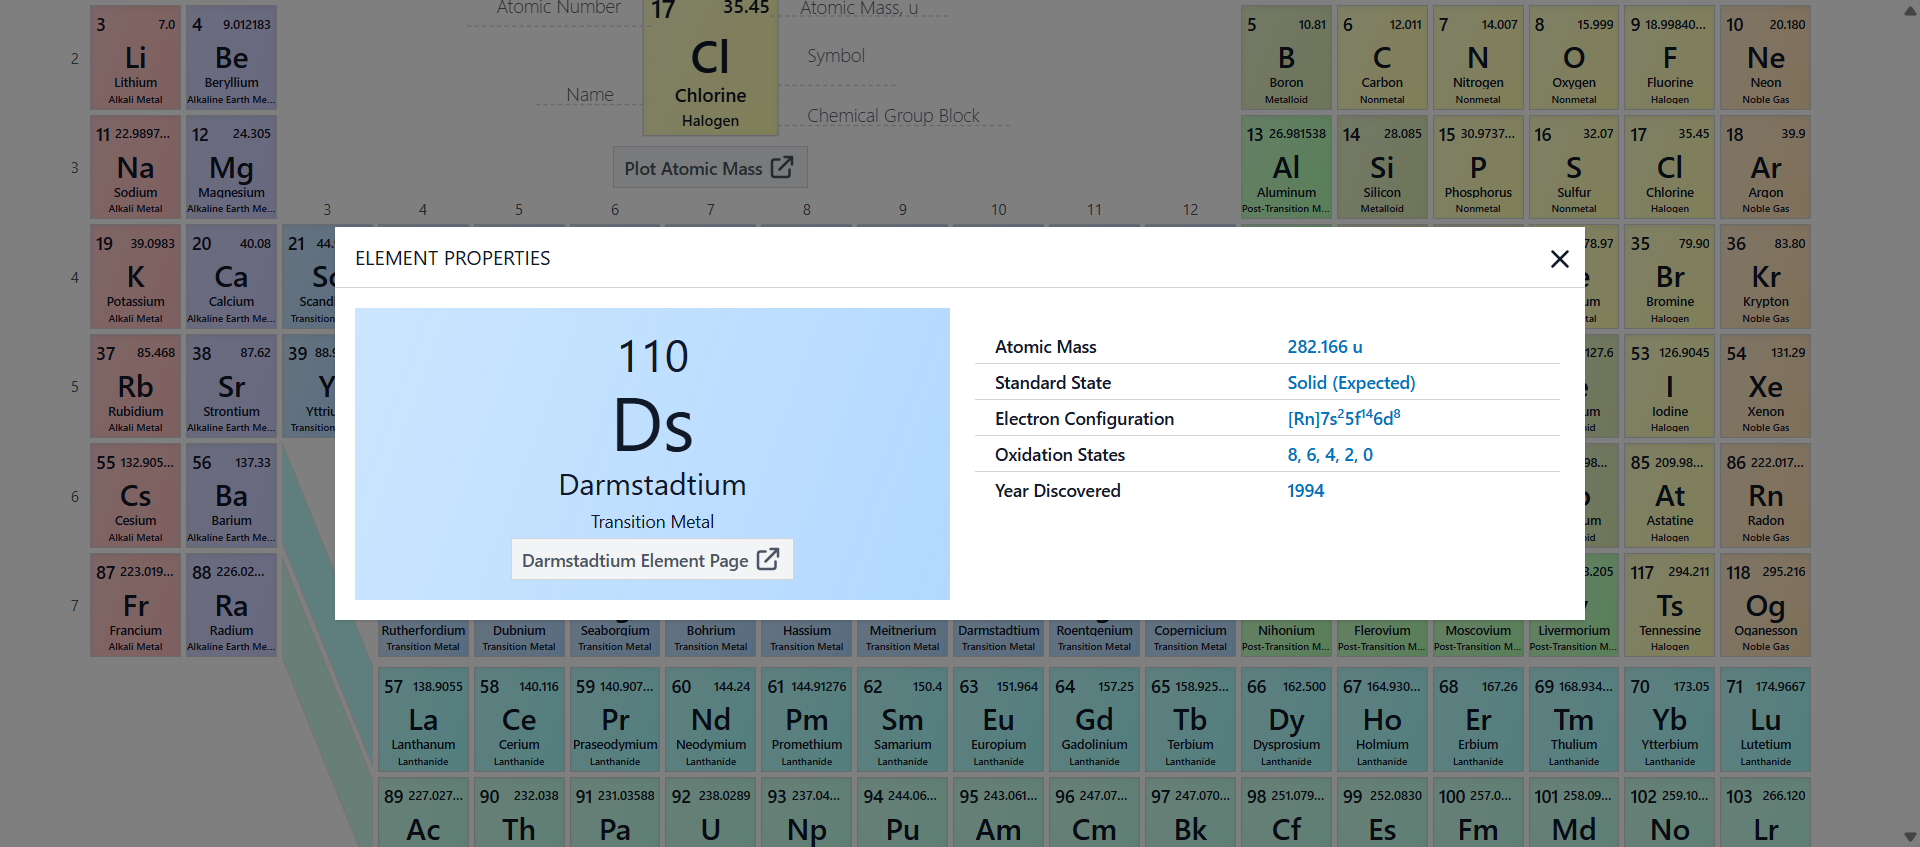 Atomic Number
17 35.45
Atomic Mass, u
Cl
Symbol
Name
Chlorine
Halogen
Chemical Group Block
Plot Atomic Mass
3 4 5 6 7 8 9 10 11 12
2
3 7.0
Li
Lithium
Alkali Metal
4 9.012183
Be
Beryllium
Alkaline Earth Me...
5 10.81
B
Boron
Metalloid
6 12.011
C
Carbon
Nonmetal
7 14.007
N
Nitrogen
Nonmetal
8 15.999
O
Oxygen
Nonmetal
9 18.99840...
F
Fluorine
Halogen
10 20.180
Ne
Neon
Noble Gas
3
11 22.9897...
Na
Sodium
Alkali Metal
12 24.305
Mg
Magnesium
Alkaline Earth Me...
13 26.981538
Al
Aluminum
Post-Transition M...
14 28.085
Si
Silicon
Metalloid
15 30.9737...
P
Phosphorus
Nonmetal
16 32.07
S
Sulfur
Nonmetal
17 35.45
Cl
Chlorine
Halogen
18 39.9
Ar
Argon
Noble Gas
4
19 39.0983
K
Potassium
Alkali Metal
20 40.08
Ca
Calcium
Alkaline Earth Me...
21 44.
Sc
Scandi
Transition
78.97
35 79.90
Br
Bromine
Halogen
36 83.80
Kr
Krypton
Noble Gas
5
37 85.468
Rb
Rubidium
Alkali Metal
38 87.62
Sr
Strontium
Alkaline Earth Me...
39 88.9
Y
Yttriu
Transition
127.6
53 126.9045
I
Iodine
Halogen
54 131.29
Xe
Xenon
Noble Gas
6
55 132.905...
Cs
Cesium
Alkali Metal
56 137.33
Ba
Barium
Alkaline Earth Me...
85 209.98...
At
Astatine
Halogen
86 222.017...
Rn
Radon
Noble Gas
7
87 223.019...
Fr
Francium
Alkali Metal
88 226.02...
Ra
Radium
Alkaline Earth Me...
117 294.211
Ts
Tennessine
Halogen
118 295.216
Og
Oganesson
Noble Gas
ELEMENT PROPERTIES
110
Ds
Darmstadtium
Transition Metal
Darmstadtium Element Page
Atomic Mass 282.166 u
Standard State Solid (Expected)
Electron Configuration [Rn]7s²5f¹⁴6d⁸
Oxidation States 8, 6, 4, 2, 0
Year Discovered 1994
Rutherfordium
Transition Metal
Dubnium
Transition Metal
Seaborgium
Transition Metal
Bohrium
Transition Metal
Hassium
Transition Metal
Meitnerium
Transition Metal
Darmstadtium
Transition Metal
Roentgenium
Transition Metal
Copernicium
Transition Metal
Nihonium
Post-Transition M...
Flerovium
Post-Transition M...
Moscovium
Post-Transition M...
Livermorium
Post-Transition M...
57 138.9055
La
Lanthanum
Lanthanide
58 140.116
Ce
Cerium
Lanthanide
59 140.907...
Pr
Praseodymium
Lanthanide
60 144.24
Nd
Neodymium
Lanthanide
61 144.91276
Pm
Promethium
Lanthanide
62 150.4
Sm
Samarium
Lanthanide
63 151.964
Eu
Europium
Lanthanide
64 157.25
Gd
Gadolinium
Lanthanide
65 158.925...
Tb
Terbium
Lanthanide
66 162.500
Dy
Dysprosium
Lanthanide
67 164.930...
Ho
Holmium
Lanthanide
68 167.26
Er
Erbium
Lanthanide
69 168.934...
Tm
Thulium
Lanthanide
70 173.05
Yb
Ytterbium
Lanthanide
71 174.9667
Lu
Lutetium
Lanthanide
89 227.027...
Ac
90 232.038
Th
91 231.03588
Pa
92 238.0289
U
93 237.04...
Np
94 244.06...
Pu
95 243.061...
Am
96 247.07...
Cm
97 247.070...
Bk
98 251.079...
Cf
99 252.0830
Es
100 257.0...
Fm
101 258.09...
Md
102 259.10...
No
103 266.120
Lr